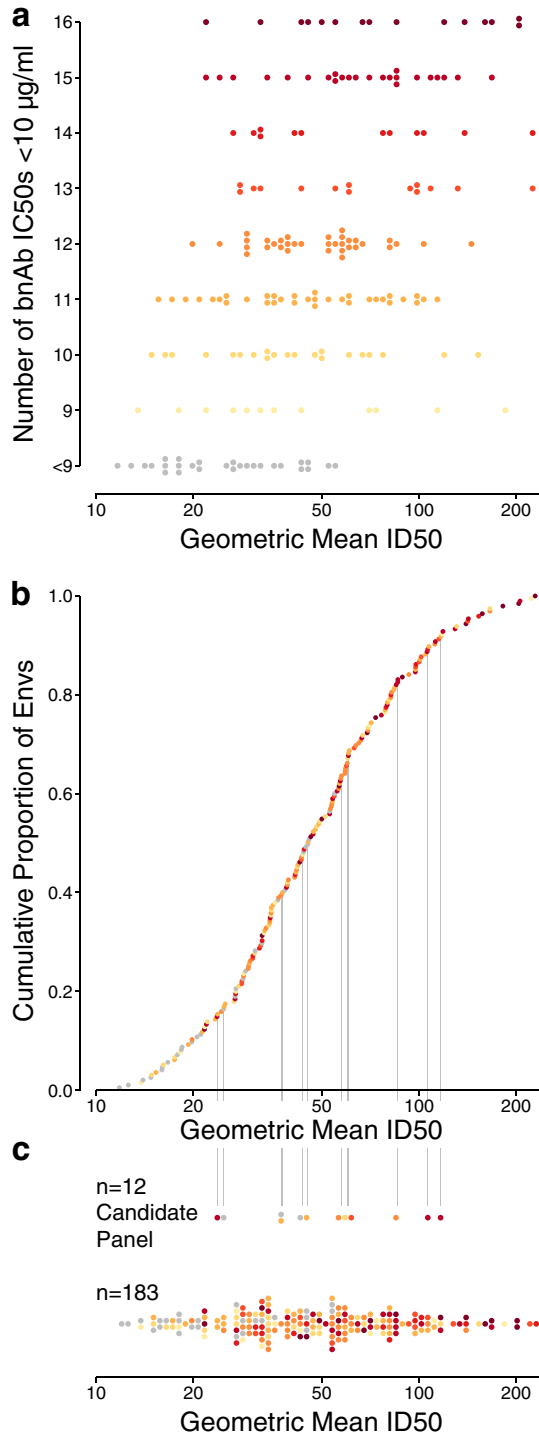 a
16
15
14
13
12
11
10
9
<9
Number of bnAb IC50s <10 µg/ml
10 20 50 100 200
Geometric Mean ID50
b
1.0
0.8
0.6
0.4
0.2
0.0
Cumulative Proportion of Envs
10 20 50 100 200
Geometric Mean ID50
c
n=12
Candidate
Panel
n=183
10 20 50 100 200
Geometric Mean ID50